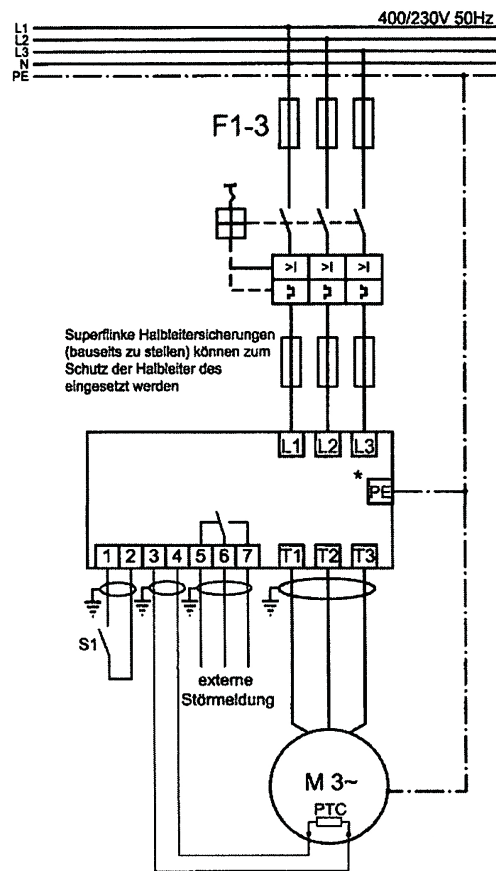 400/230V 50Hz
L1
L2
L3
N
PE
F1-3
>I >I >I
Superflinke Halbleitersicherungen
(bauseits zu stellen) können zum
Schutz der Halbleiter des
eingesetzt werden
L1 L2 L3
* PE
1 2 3 4 5 6 7 T1 T2 T3
S1
externe
Störmeldung
M 3~
PTC